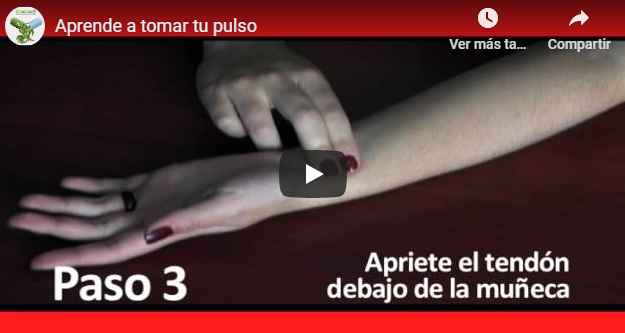 Aprende a tomar tu pulso
Ver más ta...
Compartir
Paso 3
Apriete el tendón
debajo de la muñeca